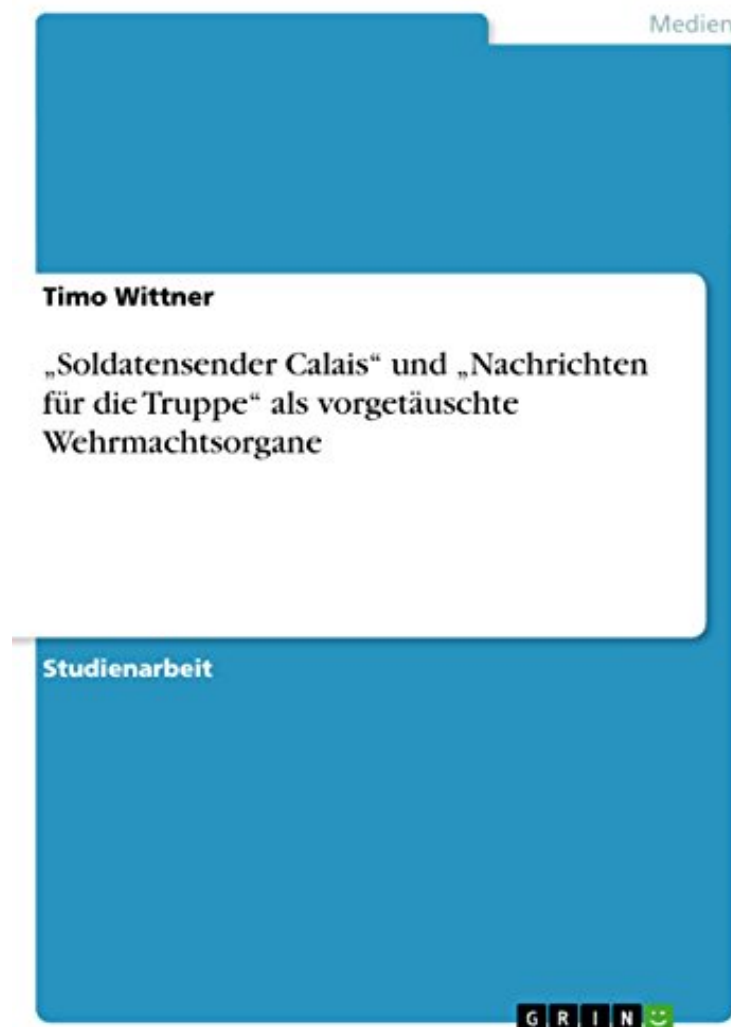 Medien
Timo Wittner
„Soldatensender Calais“ und „Nachrichten
für die Truppe“ als vorgetäuschte
Wehrmachtsorgane
Studienarbeit
GRIN